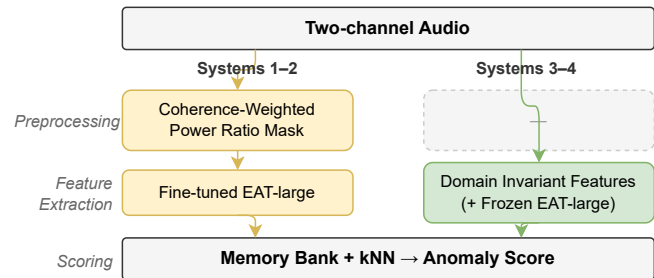 Two-channel Audio
Systems 1–2
Systems 3–4
Preprocessing
Coherence-Weighted
Power Ratio Mask
Feature
Extraction
Fine-tuned EAT-large
Domain Invariant Features
(+ Frozen EAT-large)
Scoring
Memory Bank + kNN → Anomaly Score